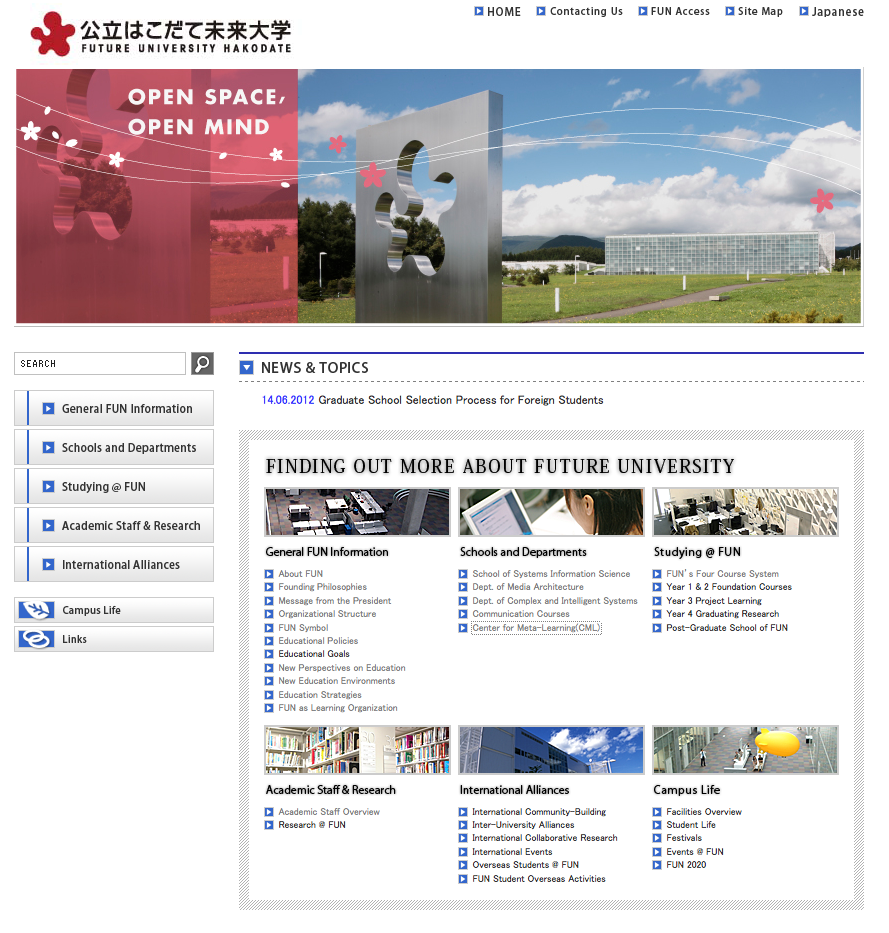 公立はこだて未来大学
FUTURE UNIVERSITY HAKODATE
HOME
Contacting Us
FUN Access
Site Map
Japanese
OPEN SPACE,
OPEN MIND
SEARCH
General FUN Information
Schools and Departments
Studying @ FUN
Academic Staff & Research
International Alliances
Campus Life
Links
NEWS & TOPICS
14.06.2012 Graduate School Selection Process for Foreign Students
FINDING OUT MORE ABOUT FUTURE UNIVERSITY
General FUN Information
About FUN
Founding Philosophies
Message from the President
Organizational Structure
FUN Symbol
Educational Policies
Educational Goals
New Perspectives on Education
New Education Environments
Education Strategies
FUN as Learning Organization
Schools and Departments
School of Systems Information Science
Dept. of Media Architecture
Dept. of Complex and Intelligent Systems
Communication Courses
Center for Meta-Learning(CML)
Studying @ FUN
FUN's Four Course System
Year 1 & 2 Foundation Courses
Year 3 Project Learning
Year 4 Graduating Research
Post-Graduate School of FUN
Academic Staff & Research
Academic Staff Overview
Research @ FUN
International Alliances
International Community-Building
Inter-University Alliances
International Collaborative Research
International Events
Overseas Students @ FUN
FUN Student Overseas Activities
Campus Life
Facilities Overview
Student Life
Festivals
Events @ FUN
FUN 2020